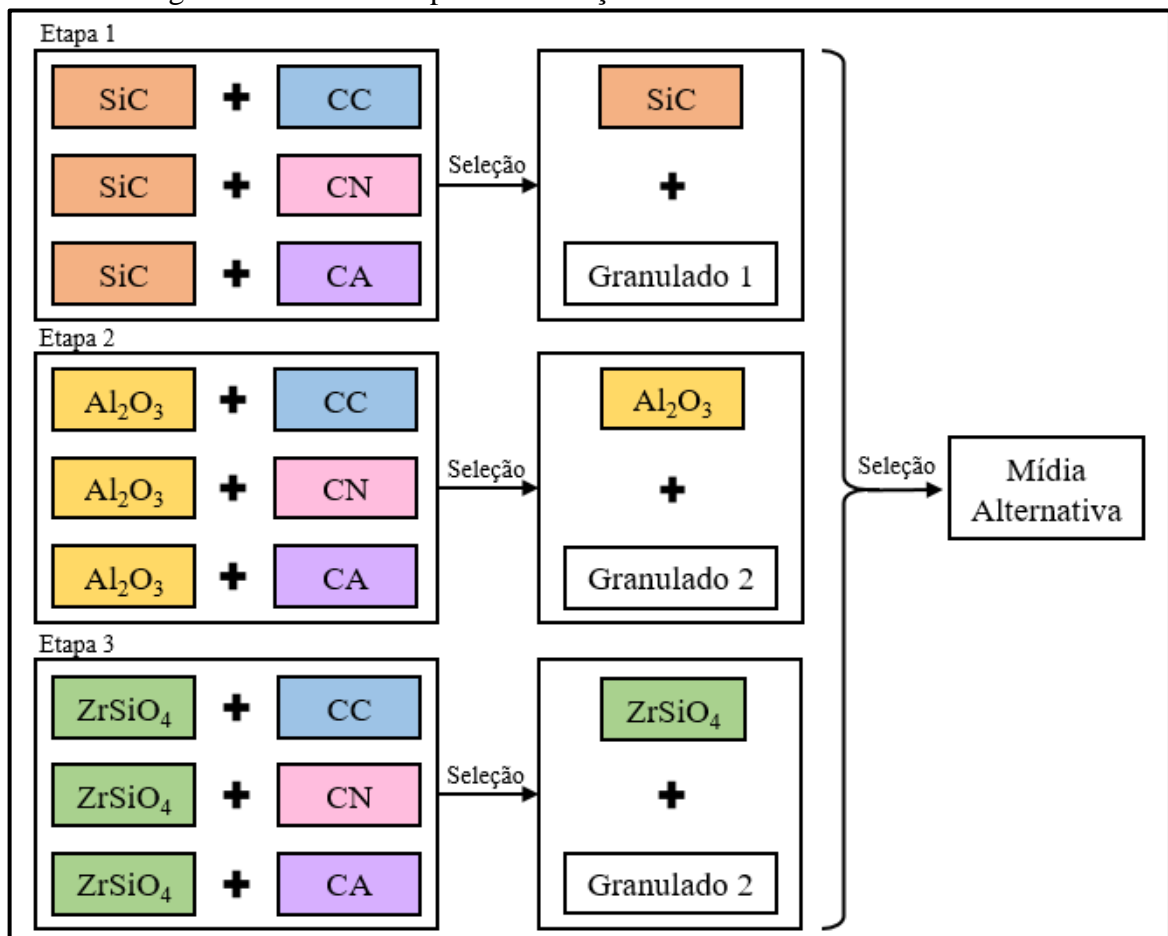 Etapa 1
SiC + CC
SiC + CN
SiC + CA
Seleção
SiC
+
Granulado 1
Etapa 2
Al₂O₃ + CC
Al₂O₃ + CN
Al₂O₃ + CA
Seleção
Al₂O₃
+
Granulado 2
Etapa 3
ZrSiO₄ + CC
ZrSiO₄ + CN
ZrSiO₄ + CA
Seleção
ZrSiO₄
+
Granulado 2
Seleção
Mídia
Alternativa